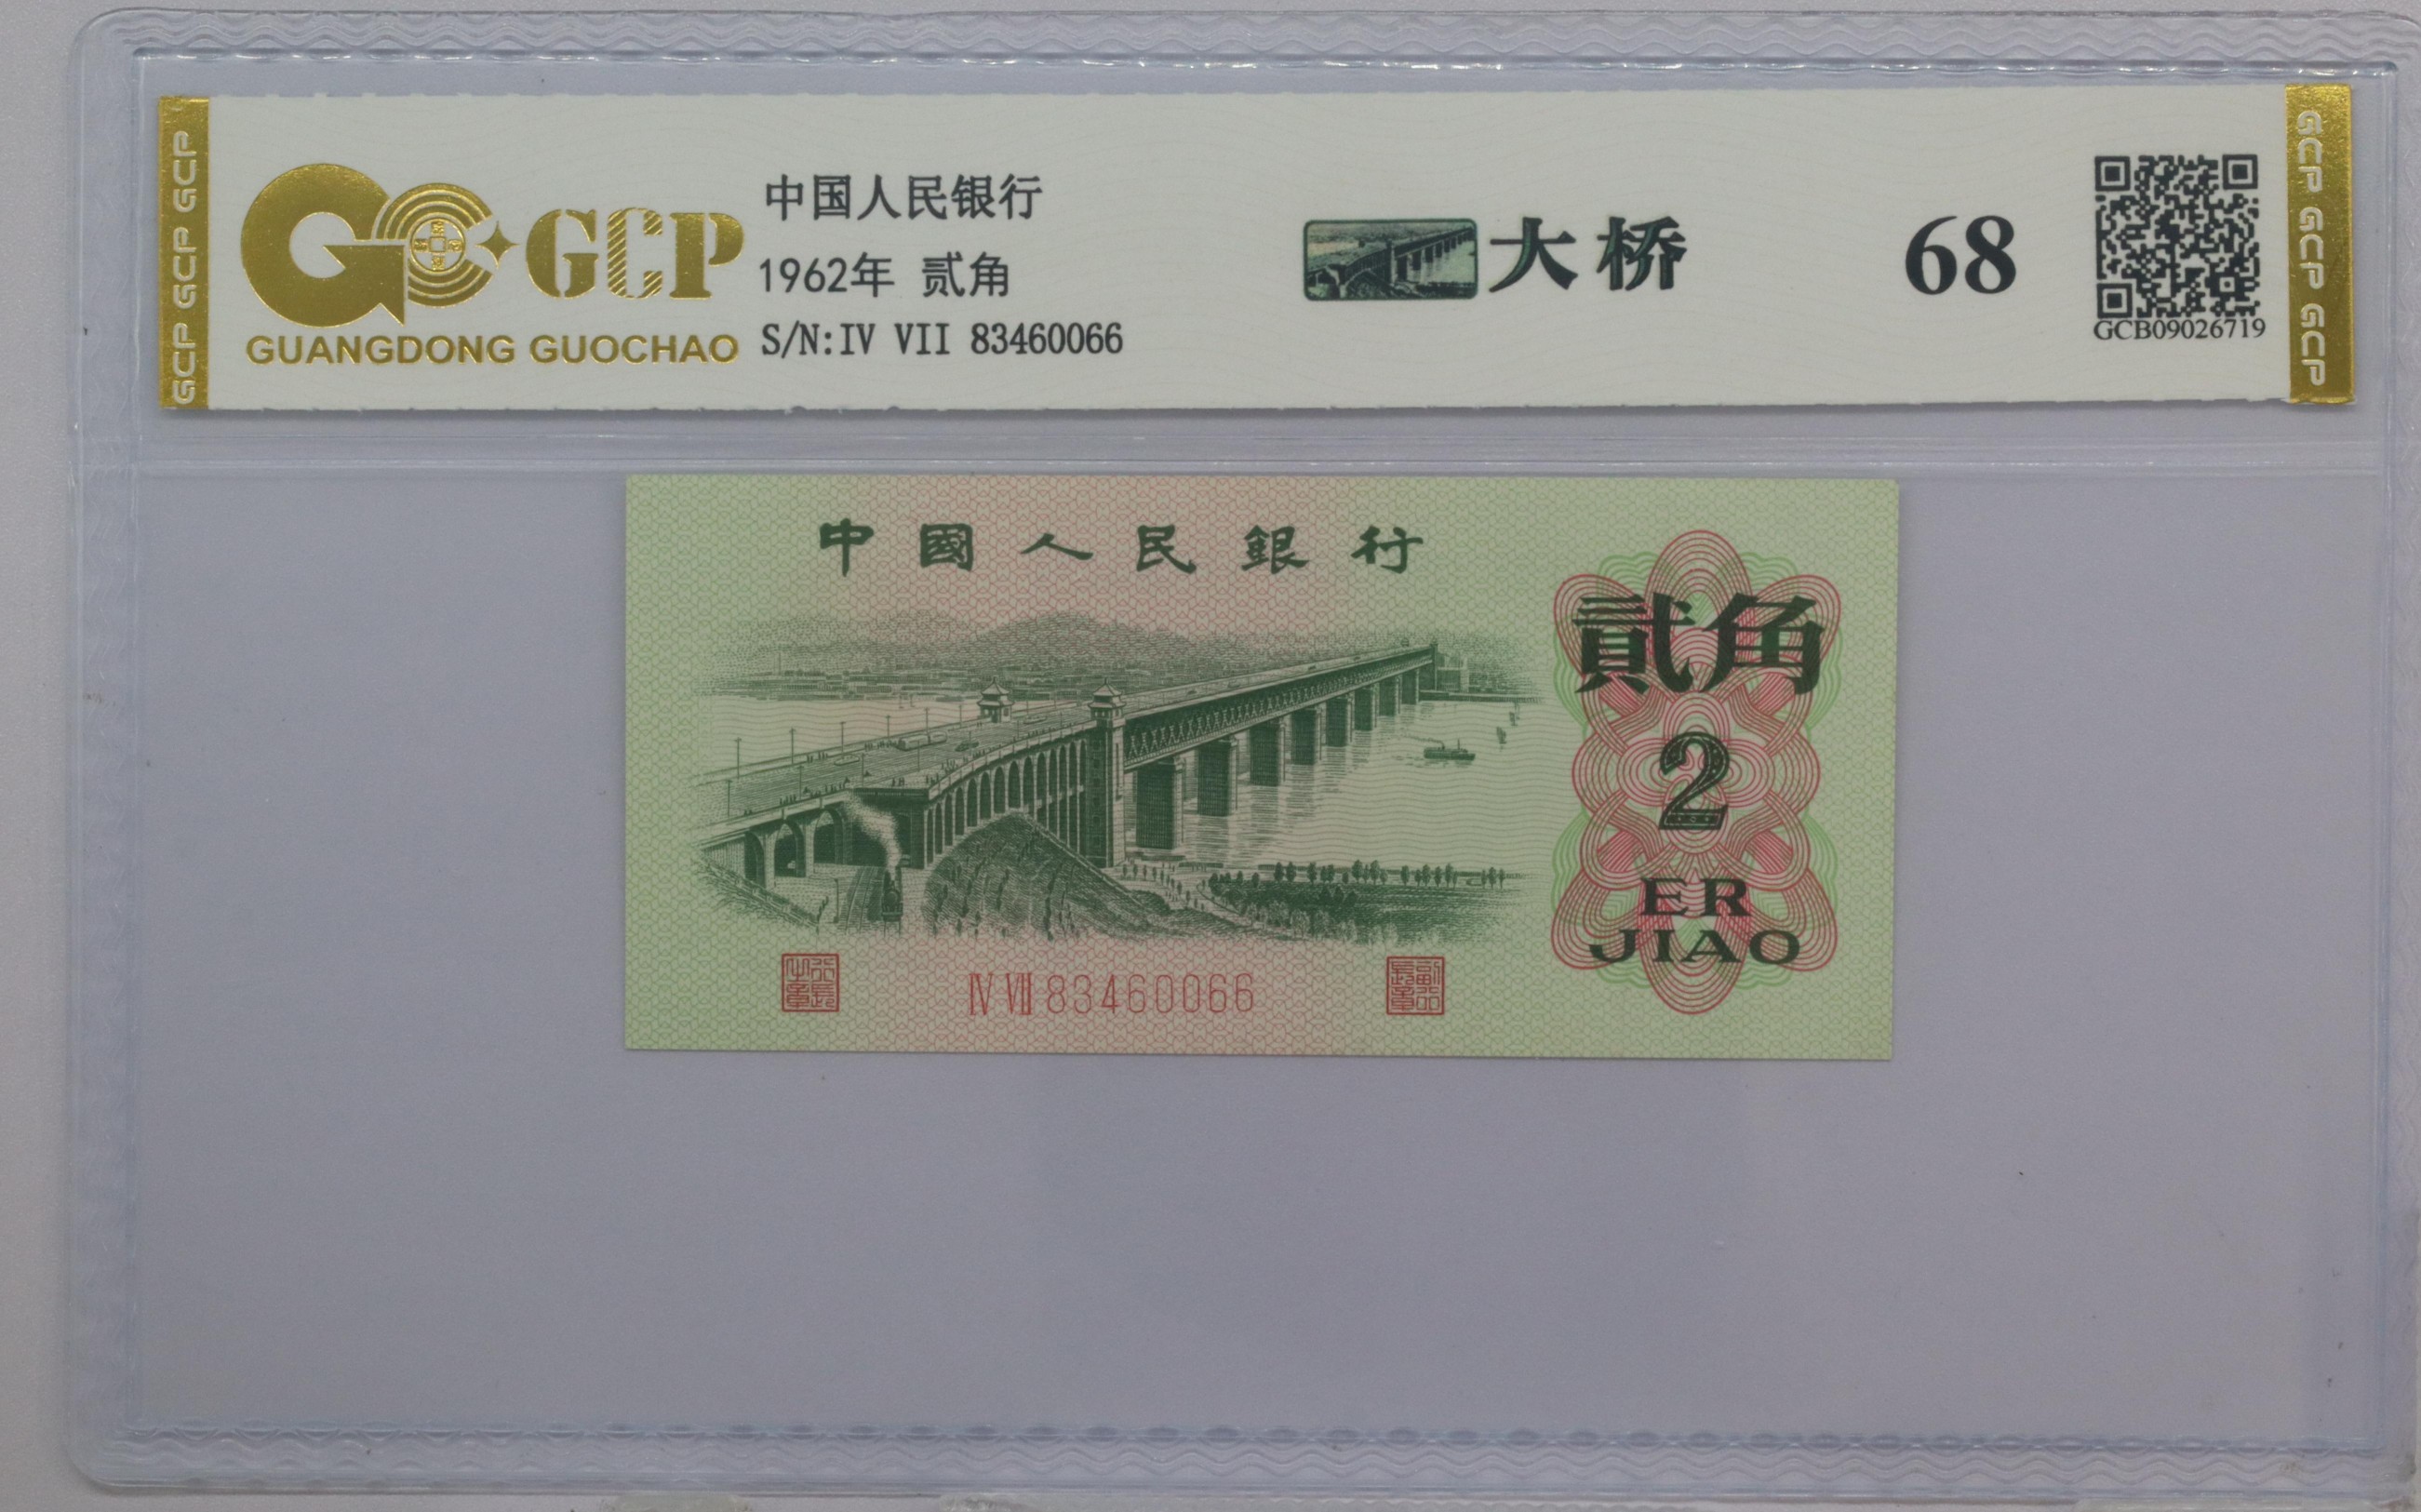 GCP GCP GCP
GCP
GUANGDONG GUOCHAO
中国人民银行
1962年 贰角
S/N:IV VII 83460066
大桥
68
GCB09026719
GCP GCP GCP
中國人民銀行
貳角
2
ER
JIAO
Ⅳ Ⅶ 83460066